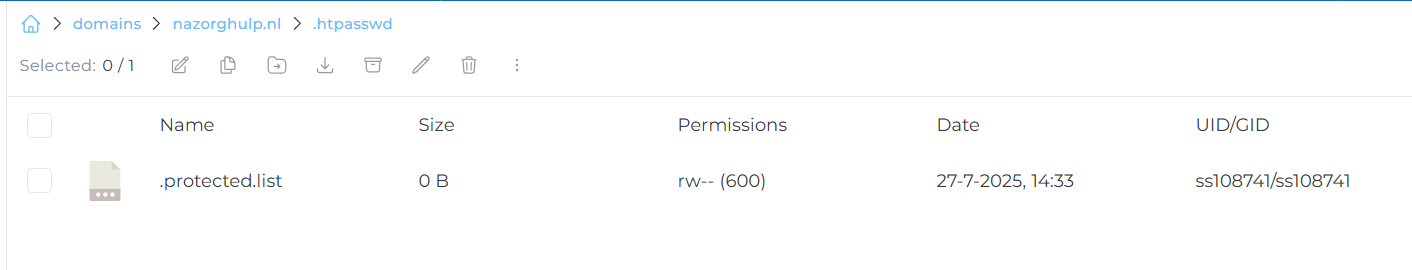 domains > nazorghulp.nl > .htpasswd
Selected: 0 / 1
Name Size Permissions Date UID/GID
.protected.list 0 B rw-- (600) 27-7-2025, 14:33 ss108741/ss108741